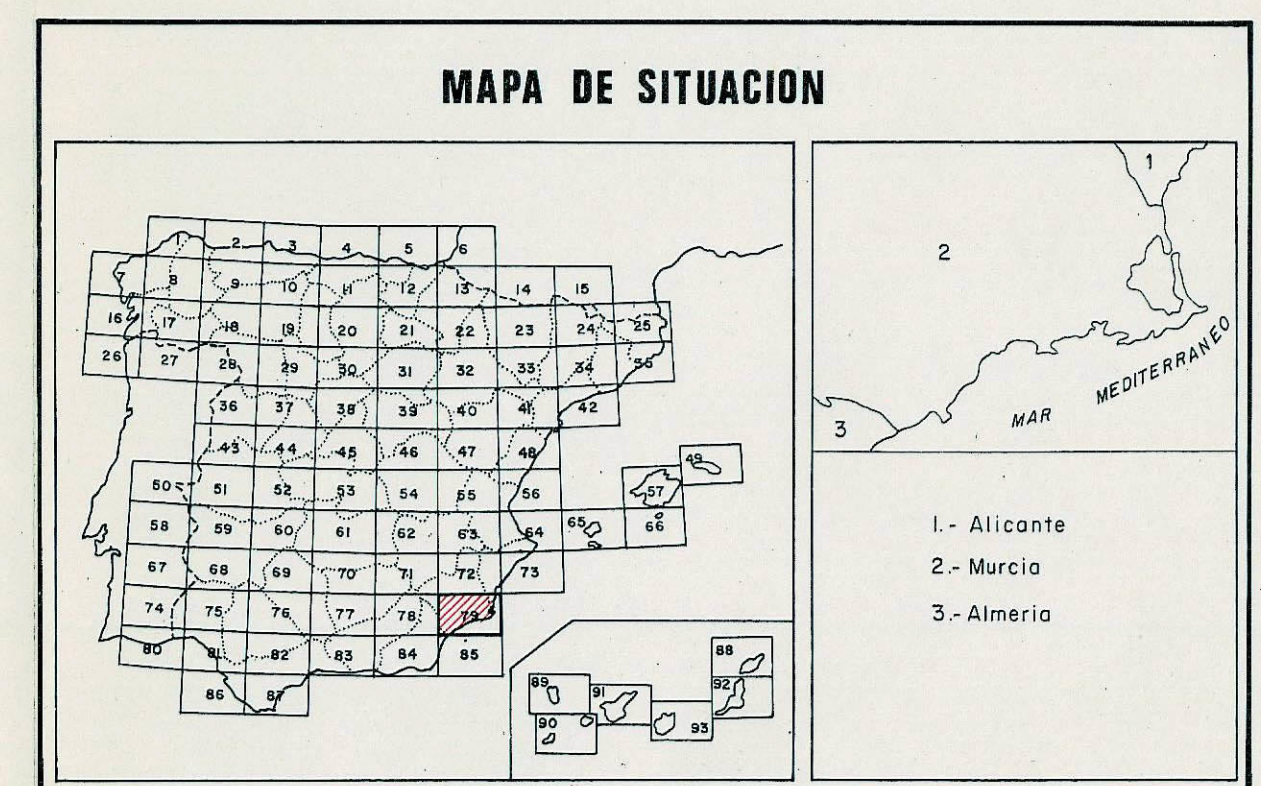 MAPA DE SITUACION
1 2 3 4 5 6
7 8 9 10 11 12 13 14 15
16 17 18 19 20 21 22 23 24 25
26 27 28 29 30 31 32 33 34 35
36 37 38 39 40 41 42
43 44 45 46 47 48 49
50 51 52 53 54 55 56 57
58 59 60 61 62 63 64 65 66
67 68 69 70 71 72 73
74 75 76 77 78 79
80 81 82 83 84 85
86 87
88
89 91 92
90 93
1
2
3
MAR MEDITERRANEO
1.- Alicante
2.- Murcia
3.- Almeria